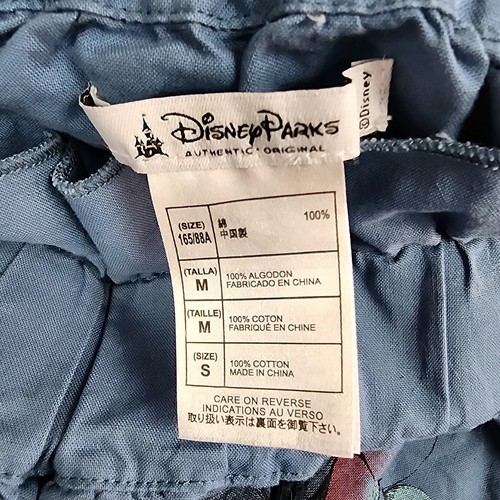 Disney PARKS
AUTHENTIC · ORIGINAL
©Disney
(SIZE)
165/88A
綿 100%
中国製
(TALLA)
M
100% ALGODON
FABRICADO EN CHINA
(TAILLE)
M
100% COTON
FABRIQUÉ EN CHINE
(SIZE)
S
100% COTTON
MADE IN CHINA
CARE ON REVERSE
INDICATIONS AU VERSO
取り扱い表示は裏面を御覧下さい。